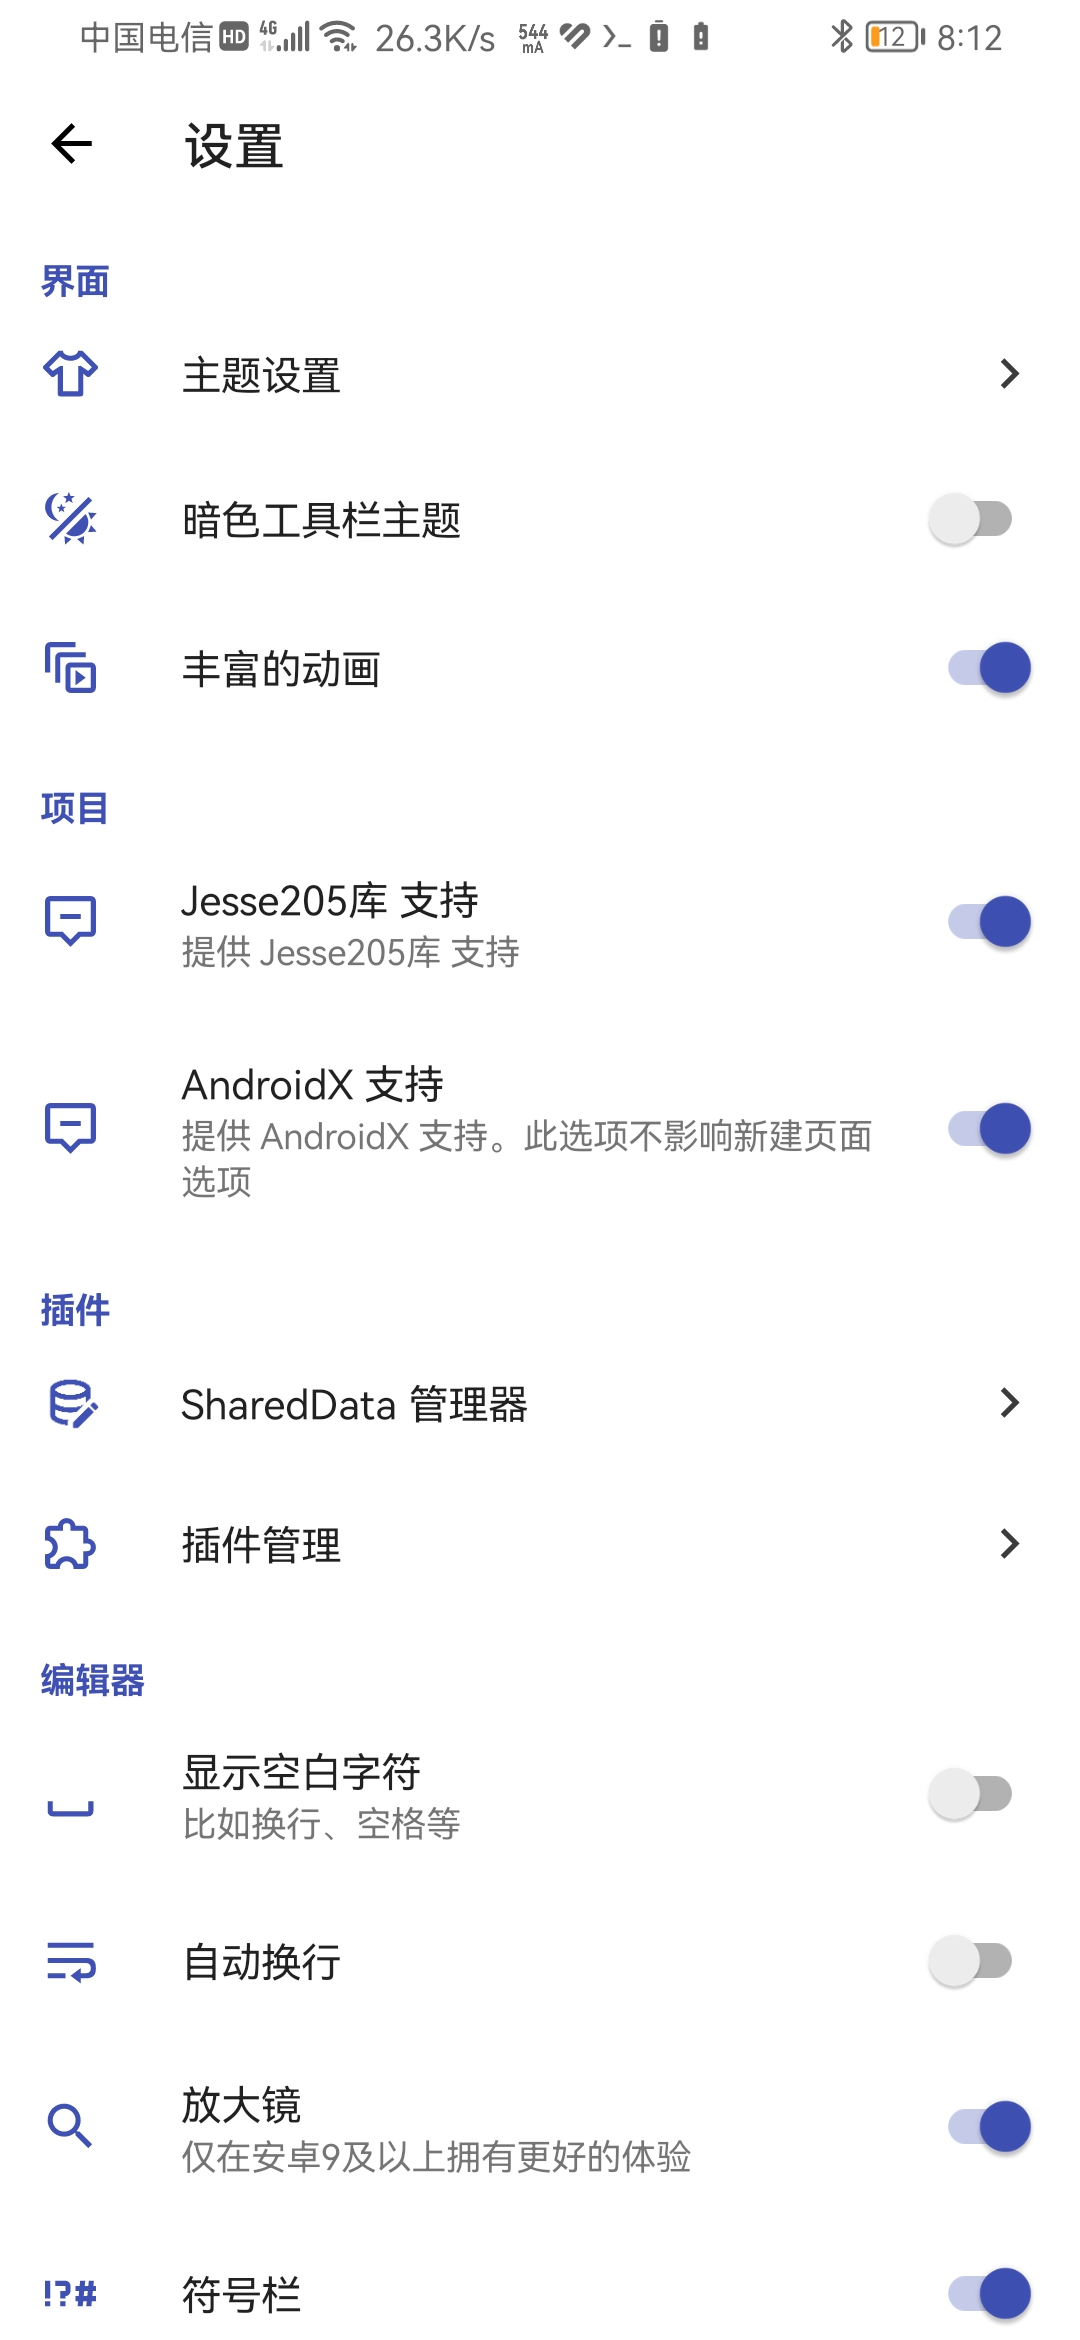 中国电信 HD 4G 26.3K/s 544 mA 12 8:12
设置
界面
主题设置
暗色工具栏主题
丰富的动画
项目
Jesse205库 支持
提供 Jesse205库 支持
AndroidX 支持
提供 AndroidX 支持。此选项不影响新建页面
选项
插件
SharedData 管理器
插件管理
编辑器
显示空白字符
比如换行、空格等
自动换行
放大镜
仅在安卓9及以上拥有更好的体验
!?# 符号栏